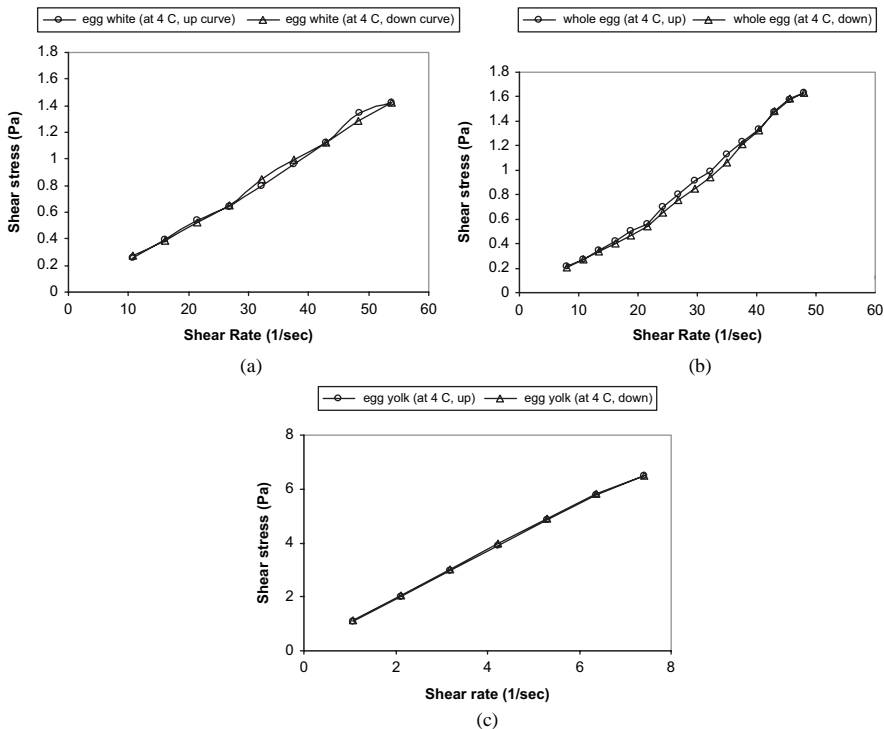 egg white (at 4 C, up curve) egg white (at 4 C, down curve)
1.8
1.6
1.4
1.2
1
0.8
0.6
0.4
0.2
0
Shear stress (Pa)
0 10 20 30 40 50 60
Shear Rate (1/sec)
(a)
whole egg (at 4 C, up) whole egg (at 4 C, down)
1.8
1.6
1.4
1.2
1
0.8
0.6
0.4
0.2
0
Shear stress (Pa)
0 10 20 30 40 50 60
Shear Rate (1/sec)
(b)
egg yolk (at 4 C, up) egg yolk (at 4 C, down)
8
6
4
2
0
Shear stress (Pa)
0 2 4 6 8
Shear rate (1/sec)
(c)